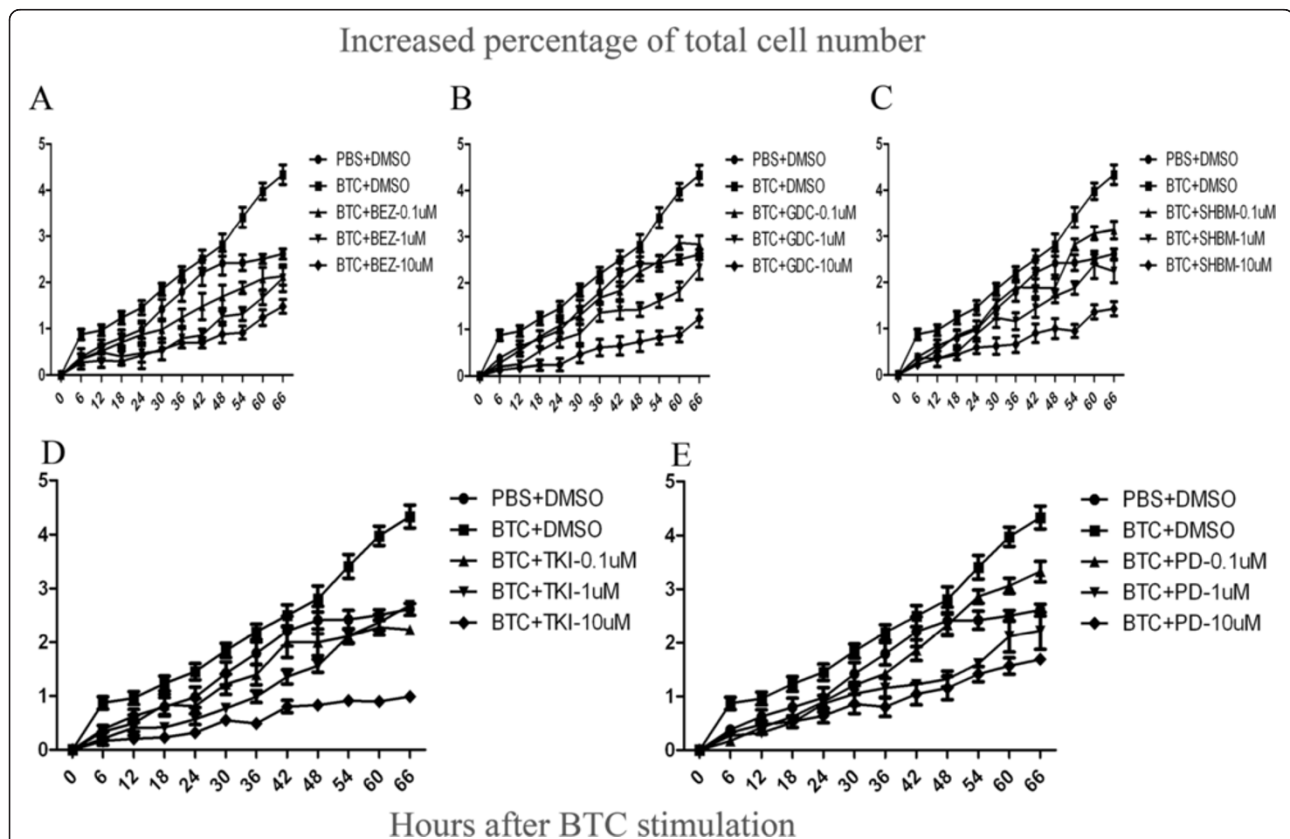 Increased percentage of total cell number
A
5
4
3
2
1
0
0 6 12 18 24 30 36 42 48 54 60 66
PBS+DMSO
BTC+DMSO
BTC+BEZ-0.1uM
BTC+BEZ-1uM
BTC+BEZ-10uM
B
5
4
3
2
1
0
0 6 12 18 24 30 36 42 48 54 60 66
PBS+DMSO
BTC+DMSO
BTC+GDC-0.1uM
BTC+GDC-1uM
BTC+GDC-10uM
C
5
4
3
2
1
0
0 6 12 18 24 30 36 42 48 54 60 66
PBS+DMSO
BTC+DMSO
BTC+SHBM-0.1uM
BTC+SHBM-1uM
BTC+SHBM-10uM
D
5
4
3
2
1
0
0 6 12 18 24 30 36 42 48 54 60 66
PBS+DMSO
BTC+DMSO
BTC+TKI-0.1uM
BTC+TKI-1uM
BTC+TKI-10uM
E
5
4
3
2
1
0
0 6 12 18 24 30 36 42 48 54 60 66
PBS+DMSO
BTC+DMSO
BTC+PD-0.1uM
BTC+PD-1uM
BTC+PD-10uM
Hours after BTC stimulation